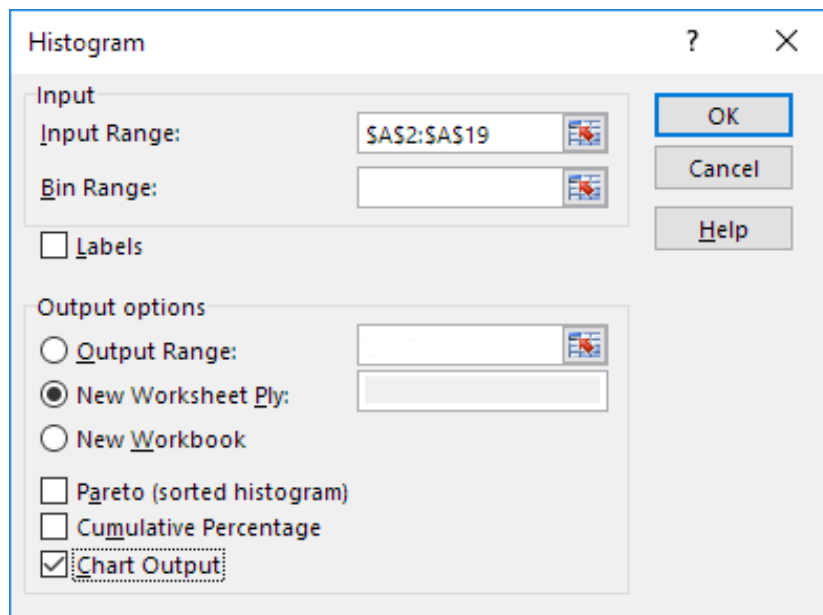 Histogram ? X
Input
Input Range: $A$2:$A$19
Bin Range:
Labels
OK
Cancel
Help
Output options
Output Range:
New Worksheet Ply:
New Workbook
Pareto (sorted histogram)
Cumulative Percentage
Chart Output